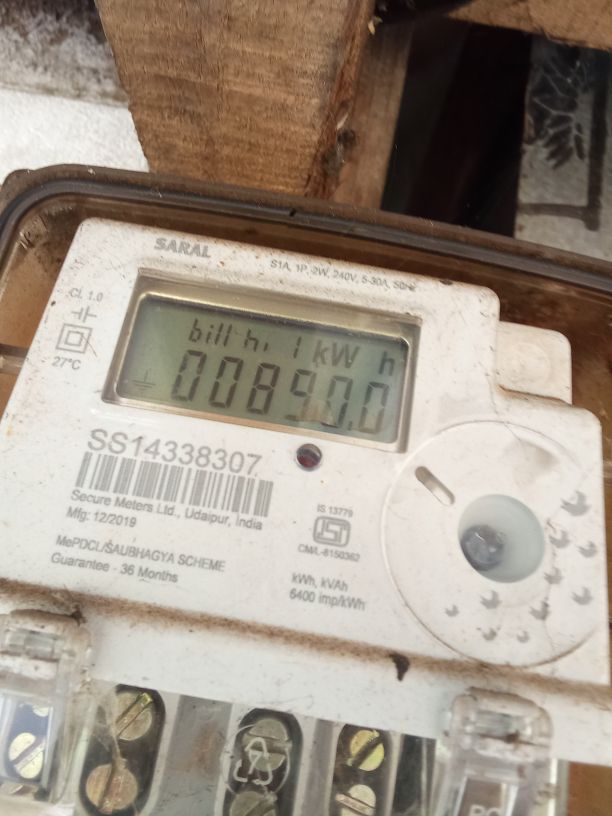 SARAL
S1A, 1P, 2W, 240V, 5-30A, 50Hz
CL 1.0
27°C
bill hi 1 kW h
00890.0
SS14338307
Secure Meters Ltd., Udaipur, India
Mfg: 12/2019
MePDCL/SAUBHAGYA SCHEME
Guarantee - 36 Months
IS 13779
ISI
CM/L-8150362
kWh, kVAh
6400 imp/kWh